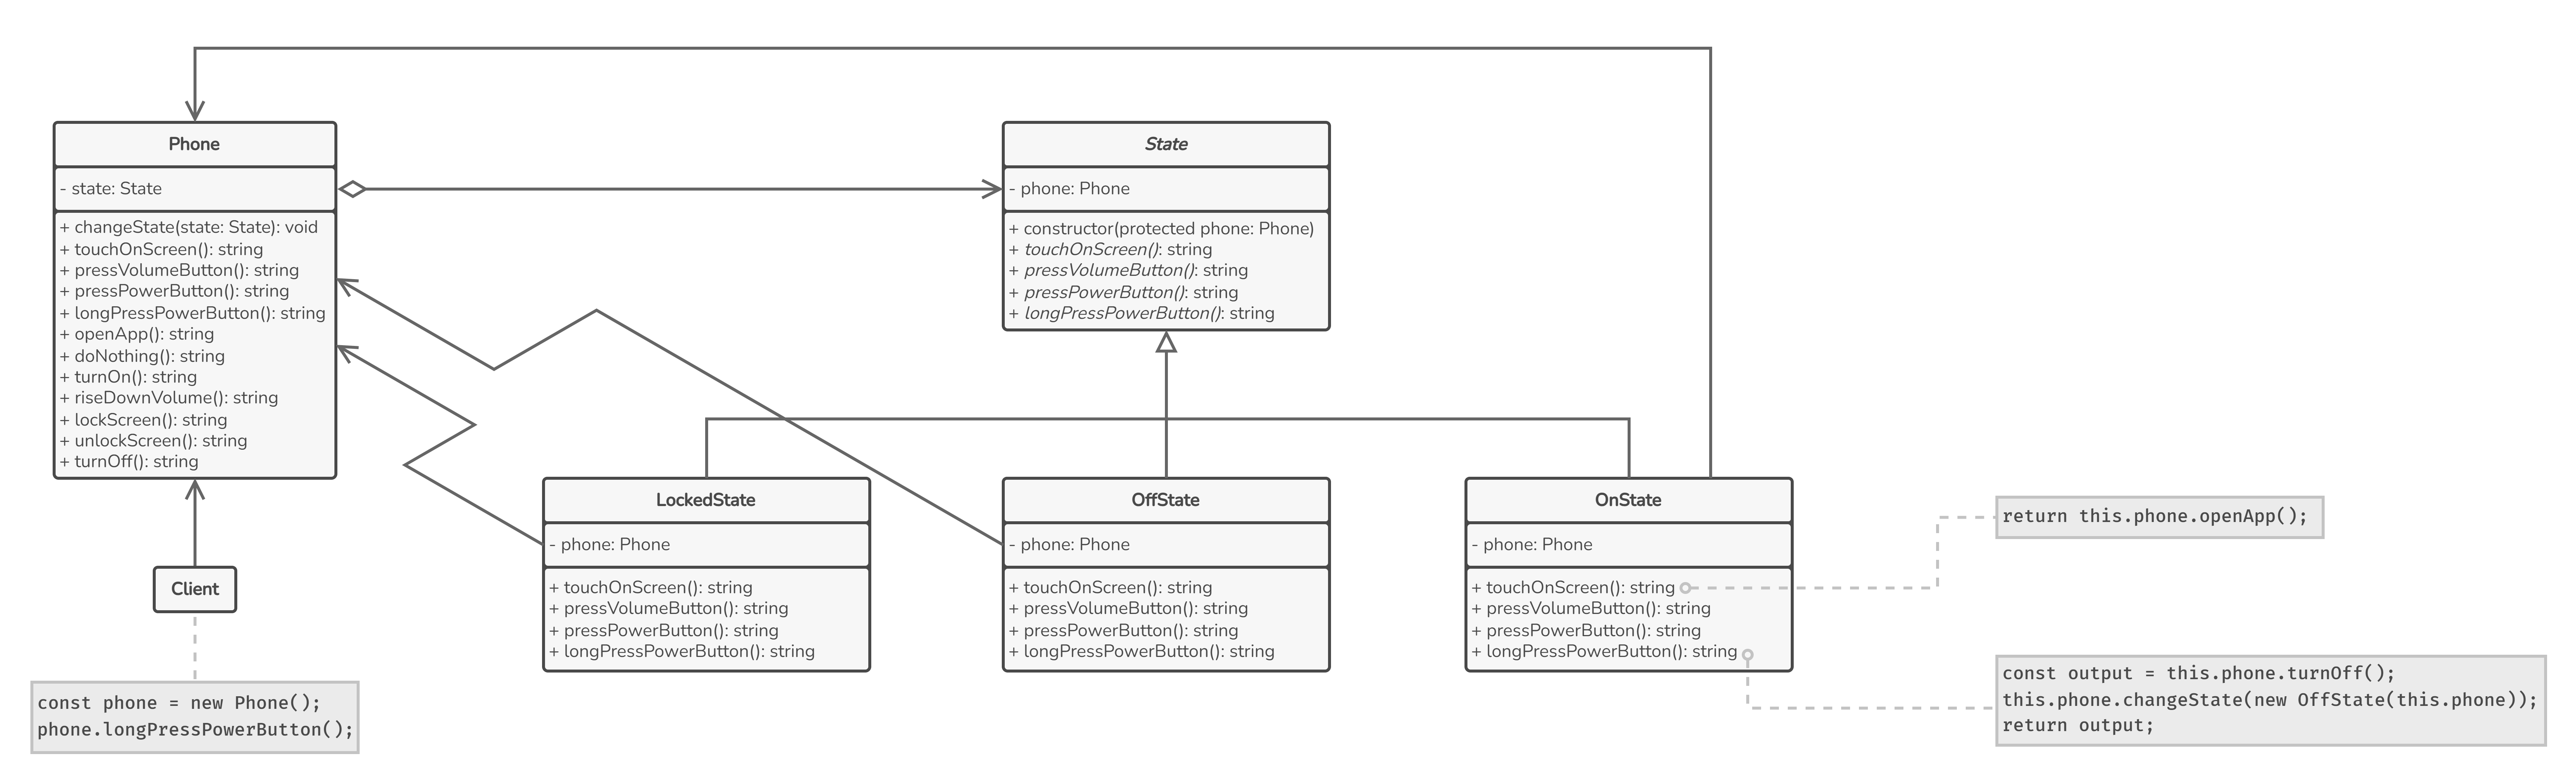 Phone
- state: State
+ changeState(state: State): void
+ touchOnScreen(): string
+ pressVolumeButton(): string
+ pressPowerButton(): string
+ longPressPowerButton(): string
+ openApp(): string
+ doNothing(): string
+ turnOn(): string
+ riseDownVolume(): string
+ lockScreen(): string
+ unlockScreen(): string
+ turnOff(): string
State
- phone: Phone
+ constructor(protected phone: Phone)
+ touchOnScreen(): string
+ pressVolumeButton(): string
+ pressPowerButton(): string
+ longPressPowerButton(): string
Client
const phone = new Phone();
phone.longPressPowerButton();
LockedState
- phone: Phone
+ touchOnScreen(): string
+ pressVolumeButton(): string
+ pressPowerButton(): string
+ longPressPowerButton(): string
OffState
- phone: Phone
+ touchOnScreen(): string
+ pressVolumeButton(): string
+ pressPowerButton(): string
+ longPressPowerButton(): string
OnState
- phone: Phone
+ touchOnScreen(): string
+ pressVolumeButton(): string
+ pressPowerButton(): string
+ longPressPowerButton(): string
return this.phone.openApp();
const output = this.phone.turnOff();
this.phone.changeState(new OffState(this.phone));
return output;